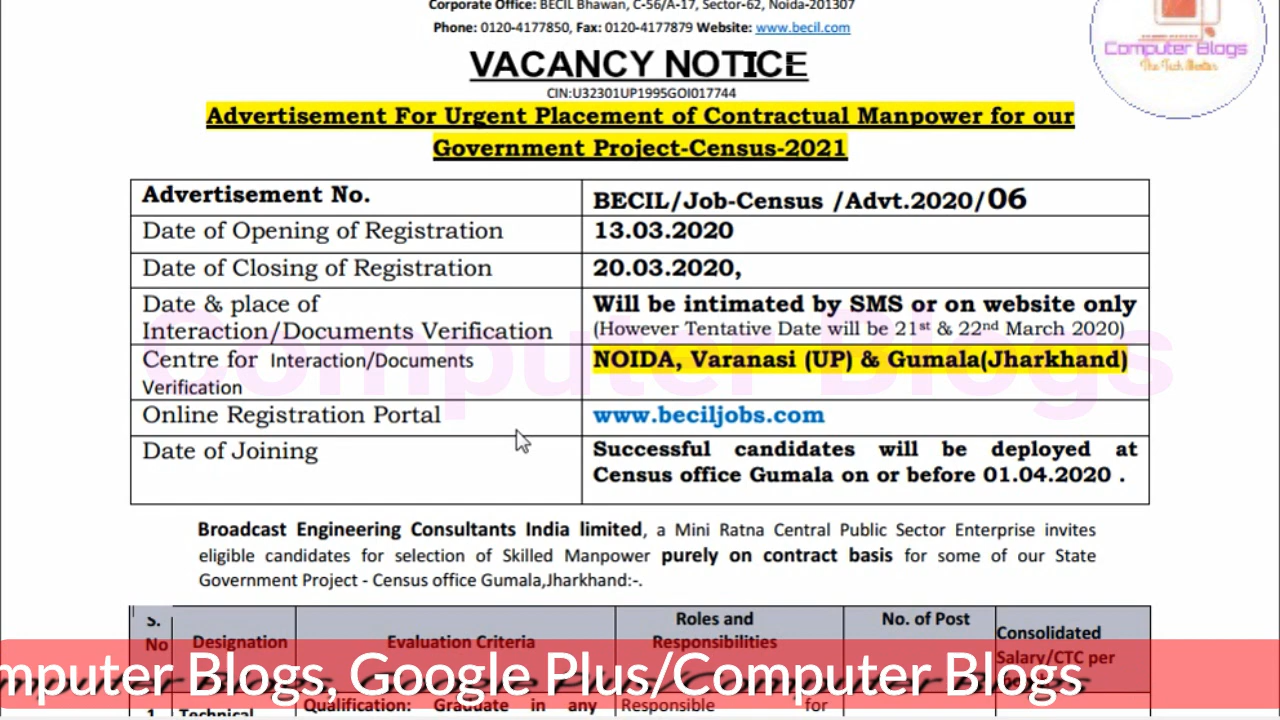 Corporate Office: BECIL Bhawan, C-56/A-17, Sector-62, Noida-201307
Phone: 0120-4177850, Fax: 0120-4177879 Website: www.becil.com
VACANCY NOTICE
CIN:U32301UP1995GOI017744
Computer Blogs
Advertisement For Urgent Placement of Contractual Manpower for our
Government Project-Census-2021
Advertisement No.
BECIL/Job-Census /Advt.2020/06
Date of Opening of Registration
13.03.2020
Date of Closing of Registration
20.03.2020,
Date & place of
Interaction/Documents Verification
Will be intimated by SMS or on website only
(However Tentative Date will be 21st & 22nd March 2020)
Centre for Interaction/Documents
Verification
NOIDA, Varanasi (UP) & Gumala(Jharkhand)
Computer Blogs
Online Registration Portal
www.beciljobs.com
Date of Joining
Successful candidates will be deployed at
Census office Gumala on or before 01.04.2020 .
Broadcast Engineering Consultants India limited, a Mini Ratna Central Public Sector Enterprise invites
eligible candidates for selection of Skilled Manpower purely on contract basis for some of our State
Government Project - Census office Gumala,Jharkhand:-.
S.
No
Designation
Evaluation Criteria
Roles and
Responsibilities
No. of Post
Consolidated
Salary/CTC per
mputer Blogs, Google Plus/Computer Blogs
1
Technical
Qualification: Graduate in any
Responsible for